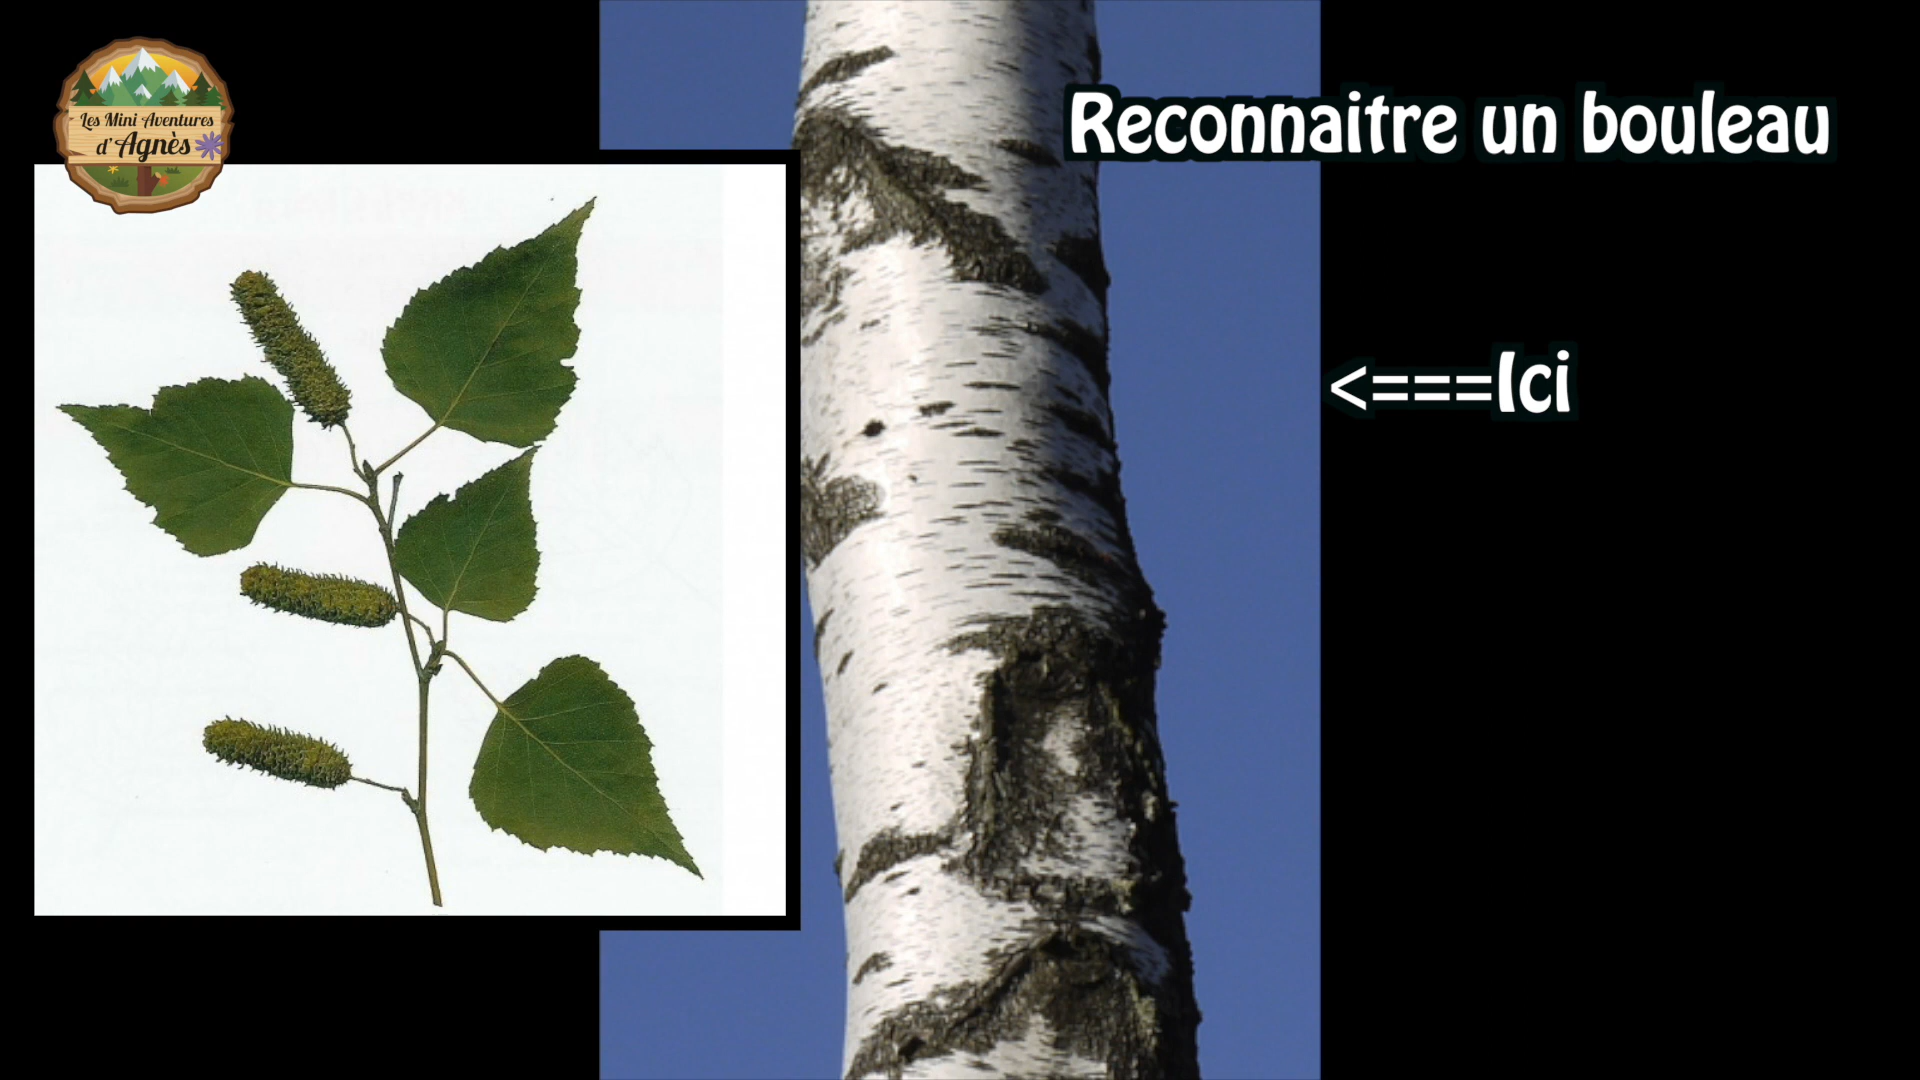 Les Mini Aventures
d'Agnès
Reconnaitre un bouleau
<===Ici